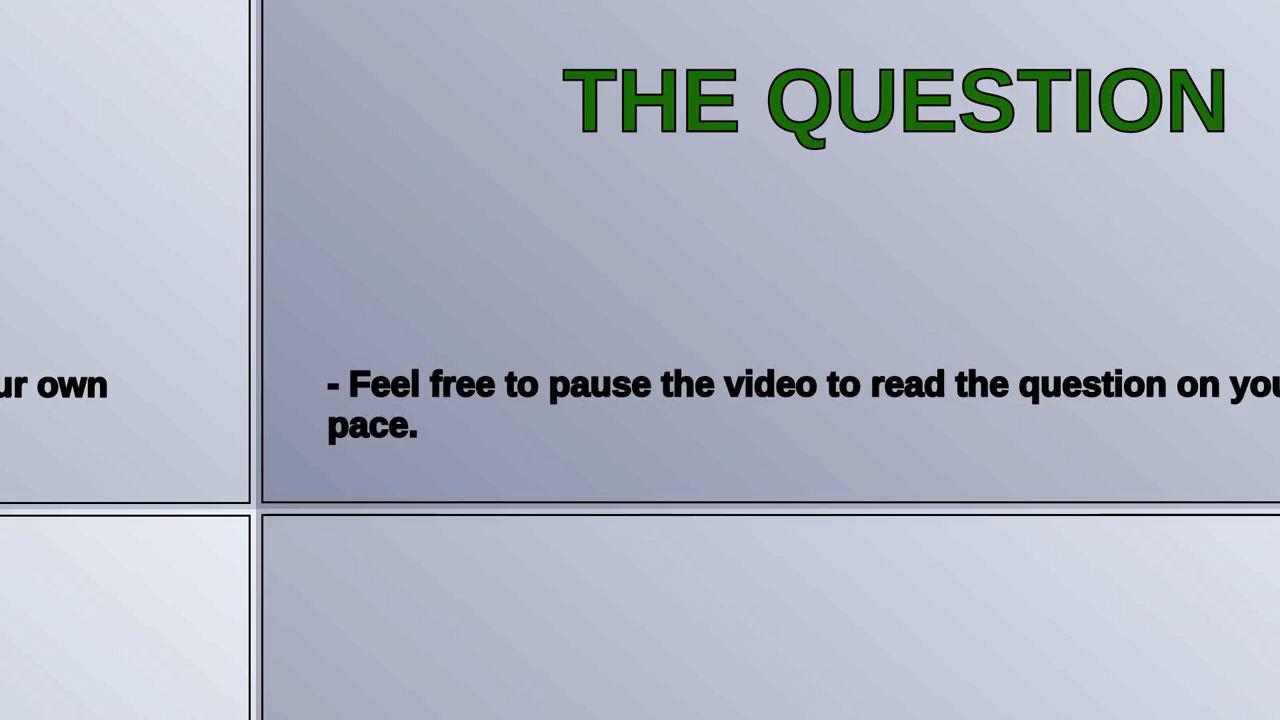 THE QUESTION
ur own
- Feel free to pause the video to read the question on you
pace.